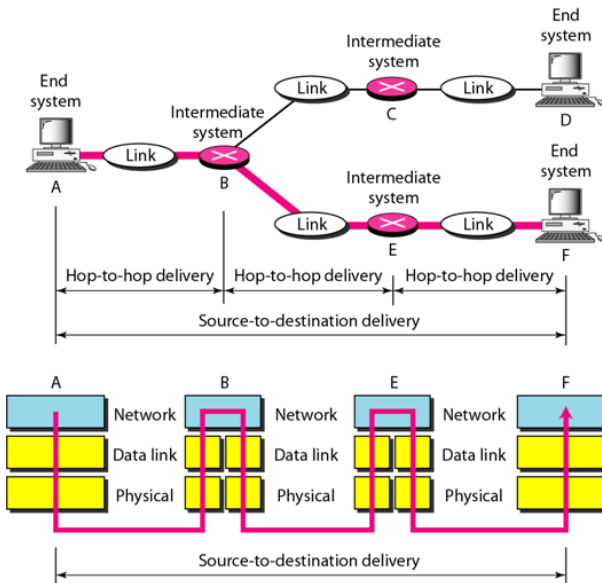 End
system
Intermediate
system
Link
C
Link
D
End
system
Intermediate
system
A
Link
B
End
system
Intermediate
system
Link
E
Link
F
Hop-to-hop delivery
Hop-to-hop delivery
Hop-to-hop delivery
Source-to-destination delivery
A
B
E
F
Network
Network
Network
Data link
Data link
Data link
Physical
Physical
Physical
Source-to-destination delivery